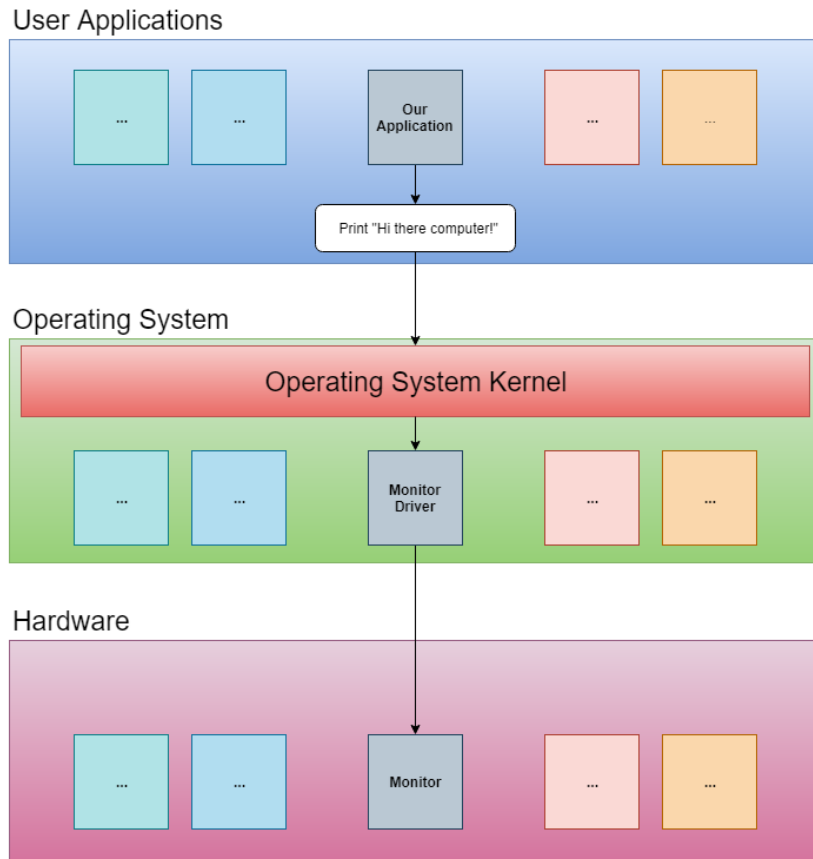 User Applications
...
...
Our
Application
...
...
Print "Hi there computer!"
Operating System
Operating System Kernel
...
...
Monitor
Driver
...
...
Hardware
...
...
Monitor
...
...